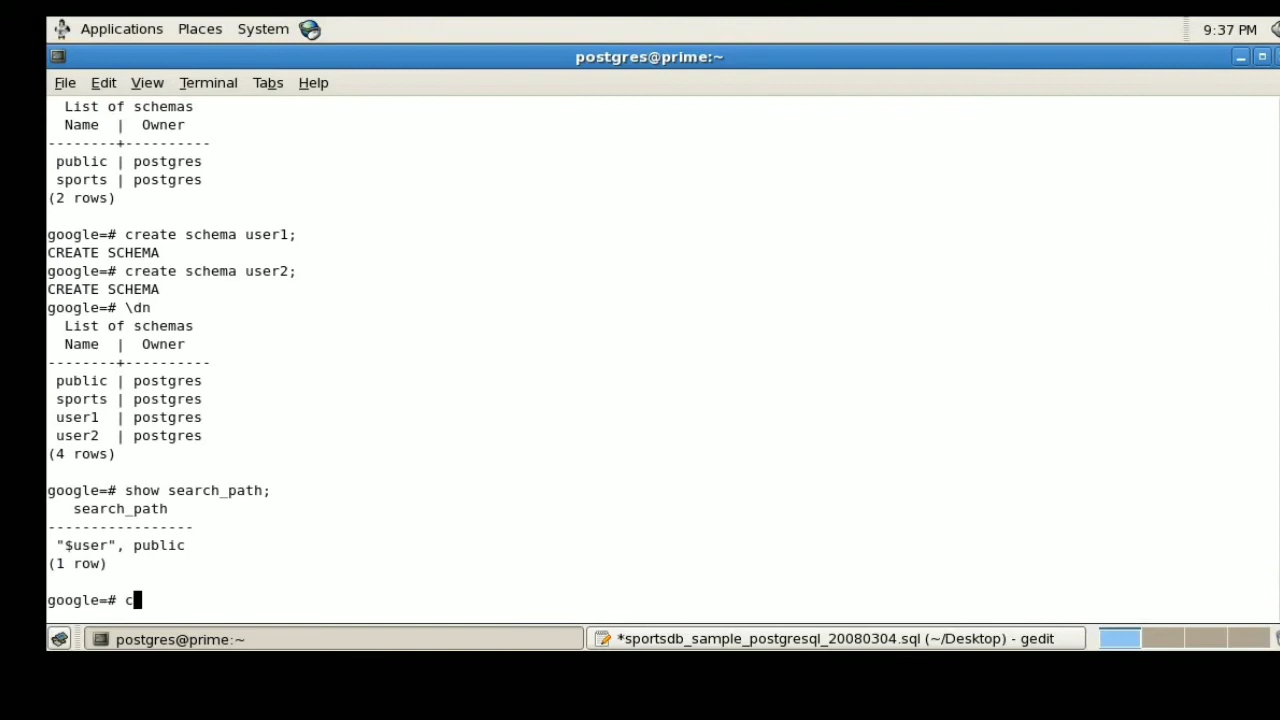 Applications Places System 9:37 PM
postgres@prime:~
File Edit View Terminal Tabs Help
List of schemas
Name | Owner
--------+----------
public | postgres
sports | postgres
(2 rows)
google=# create schema user1;
CREATE SCHEMA
google=# create schema user2;
CREATE SCHEMA
google=# \dn
List of schemas
Name | Owner
--------+----------
public | postgres
sports | postgres
user1 | postgres
user2 | postgres
(4 rows)
google=# show search_path;
search_path
-----------------
"$user", public
(1 row)
google=# c
postgres@prime:~ *sportsdb_sample_postgresql_20080304.sql (~/Desktop) - gedit